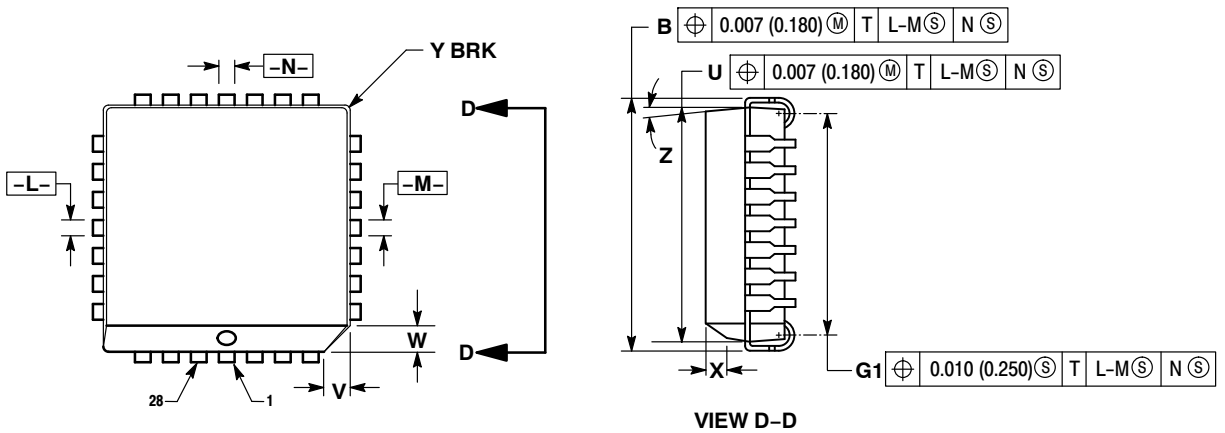 B ⌖ 0.007 (0.180) Ⓜ T L–M Ⓢ N Ⓢ
Y BRK
–N–
U ⌖ 0.007 (0.180) Ⓜ T L–M Ⓢ N Ⓢ
D
Z
–L–
–M–
W
D
X
G1 ⌖ 0.010 (0.250) Ⓢ T L–M Ⓢ N Ⓢ
V
28
1
VIEW D–D